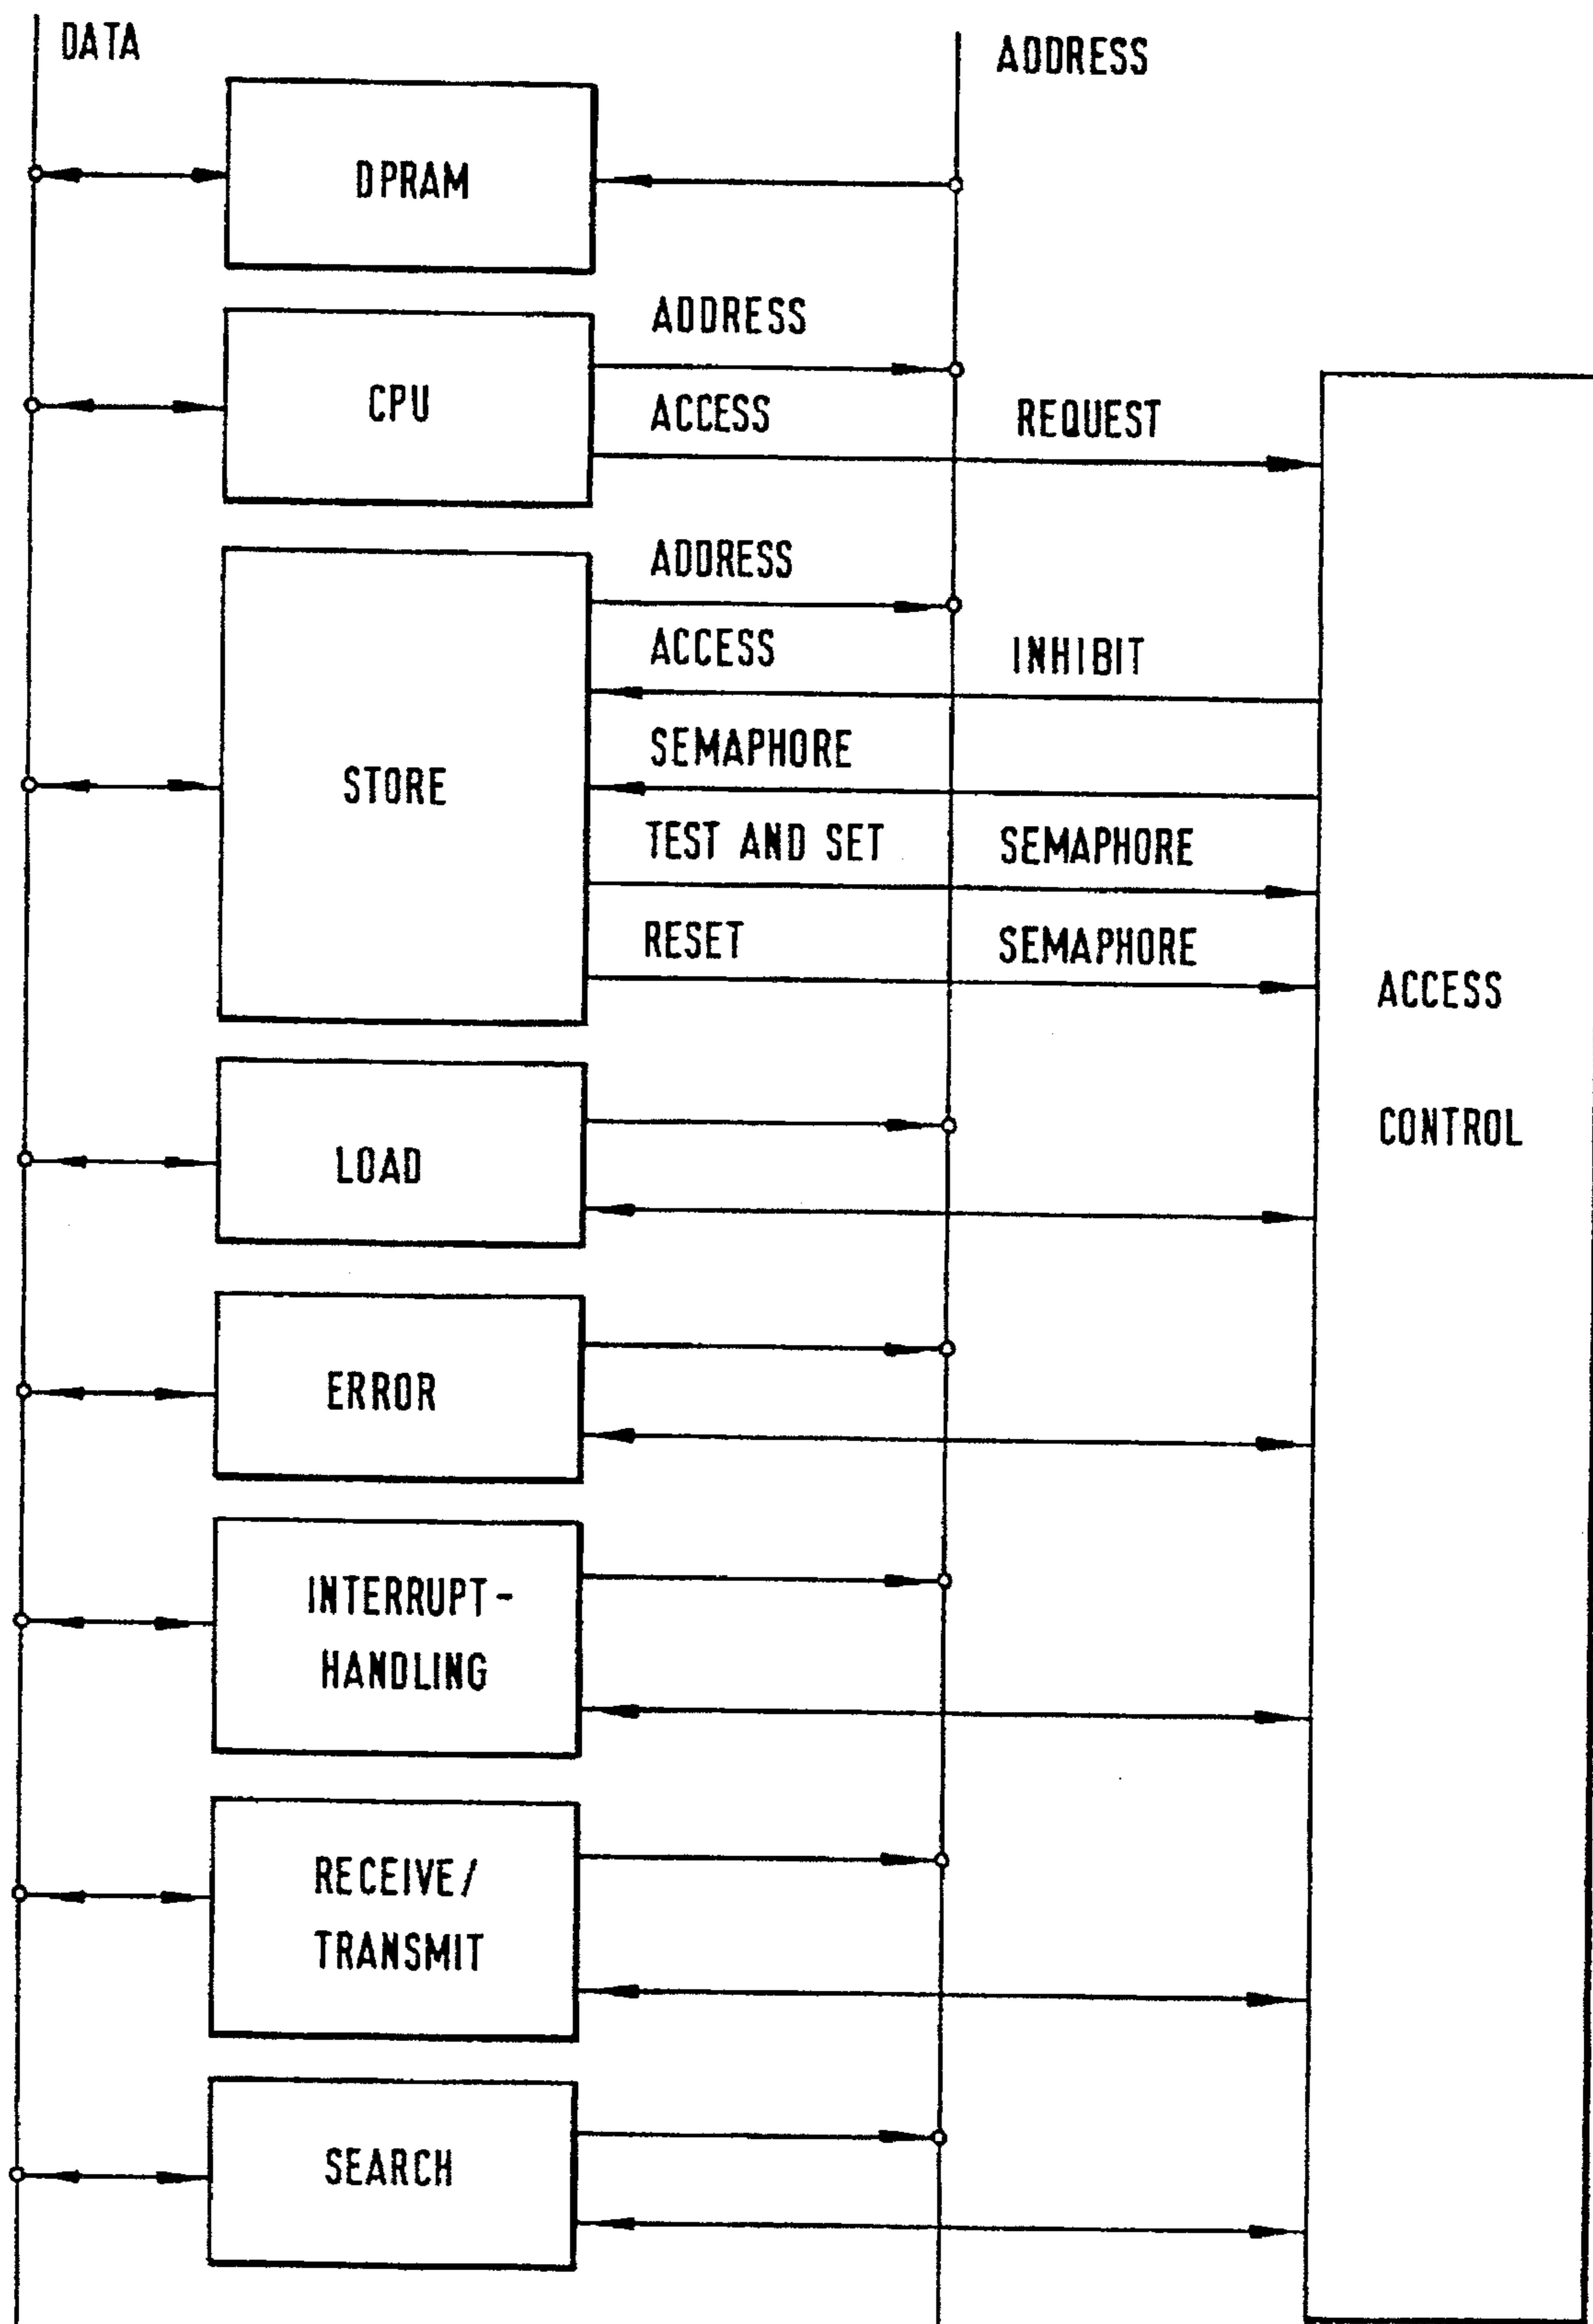 DATA
ADDRESS
DPRAM
ADDRESS
CPU
ACCESS REQUEST
ADDRESS
ACCESS INHIBIT
SEMAPHORE
STORE
TEST AND SET SEMAPHORE
RESET SEMAPHORE
ACCESS
CONTROL
LOAD
ERROR
INTERRUPT-
HANDLING
RECEIVE/
TRANSMIT
SEARCH